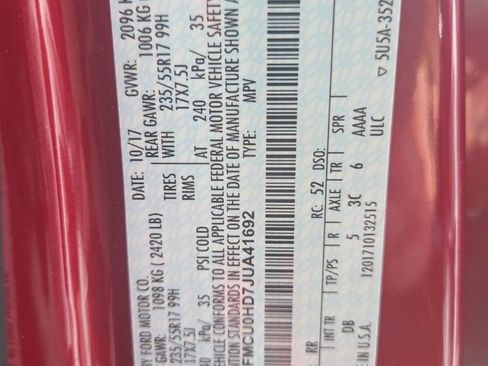 BY FORD MOTOR CO.
DATE: 10/17 GVWR: 2096 K
GAWR: 1098 KG ( 2420 LB) REAR GAWR: 1006 KG
235/55R17 99H TIRES WITH 235/55R17 99H
17X7.5J RIMS 17X7.5J
240 kPa/ 35 PSI COLD AT 240 kPa/ 35
VEHICLE CONFORMS TO ALL APPLICABLE FEDERAL MOTOR VEHICLE SAFETY
STANDARDS IN EFFECT ON THE DATE OF MANUFACTURE SHOWN A
FMCU0HD7JUA41692 TYPE: MPV
RC: 52 DSO:
RR INT TR TP/PS R AXLE TR SPR
DB 5 3C 6 AAAA
IN U.S.A. 1201710132515 ULC
5U5A-352